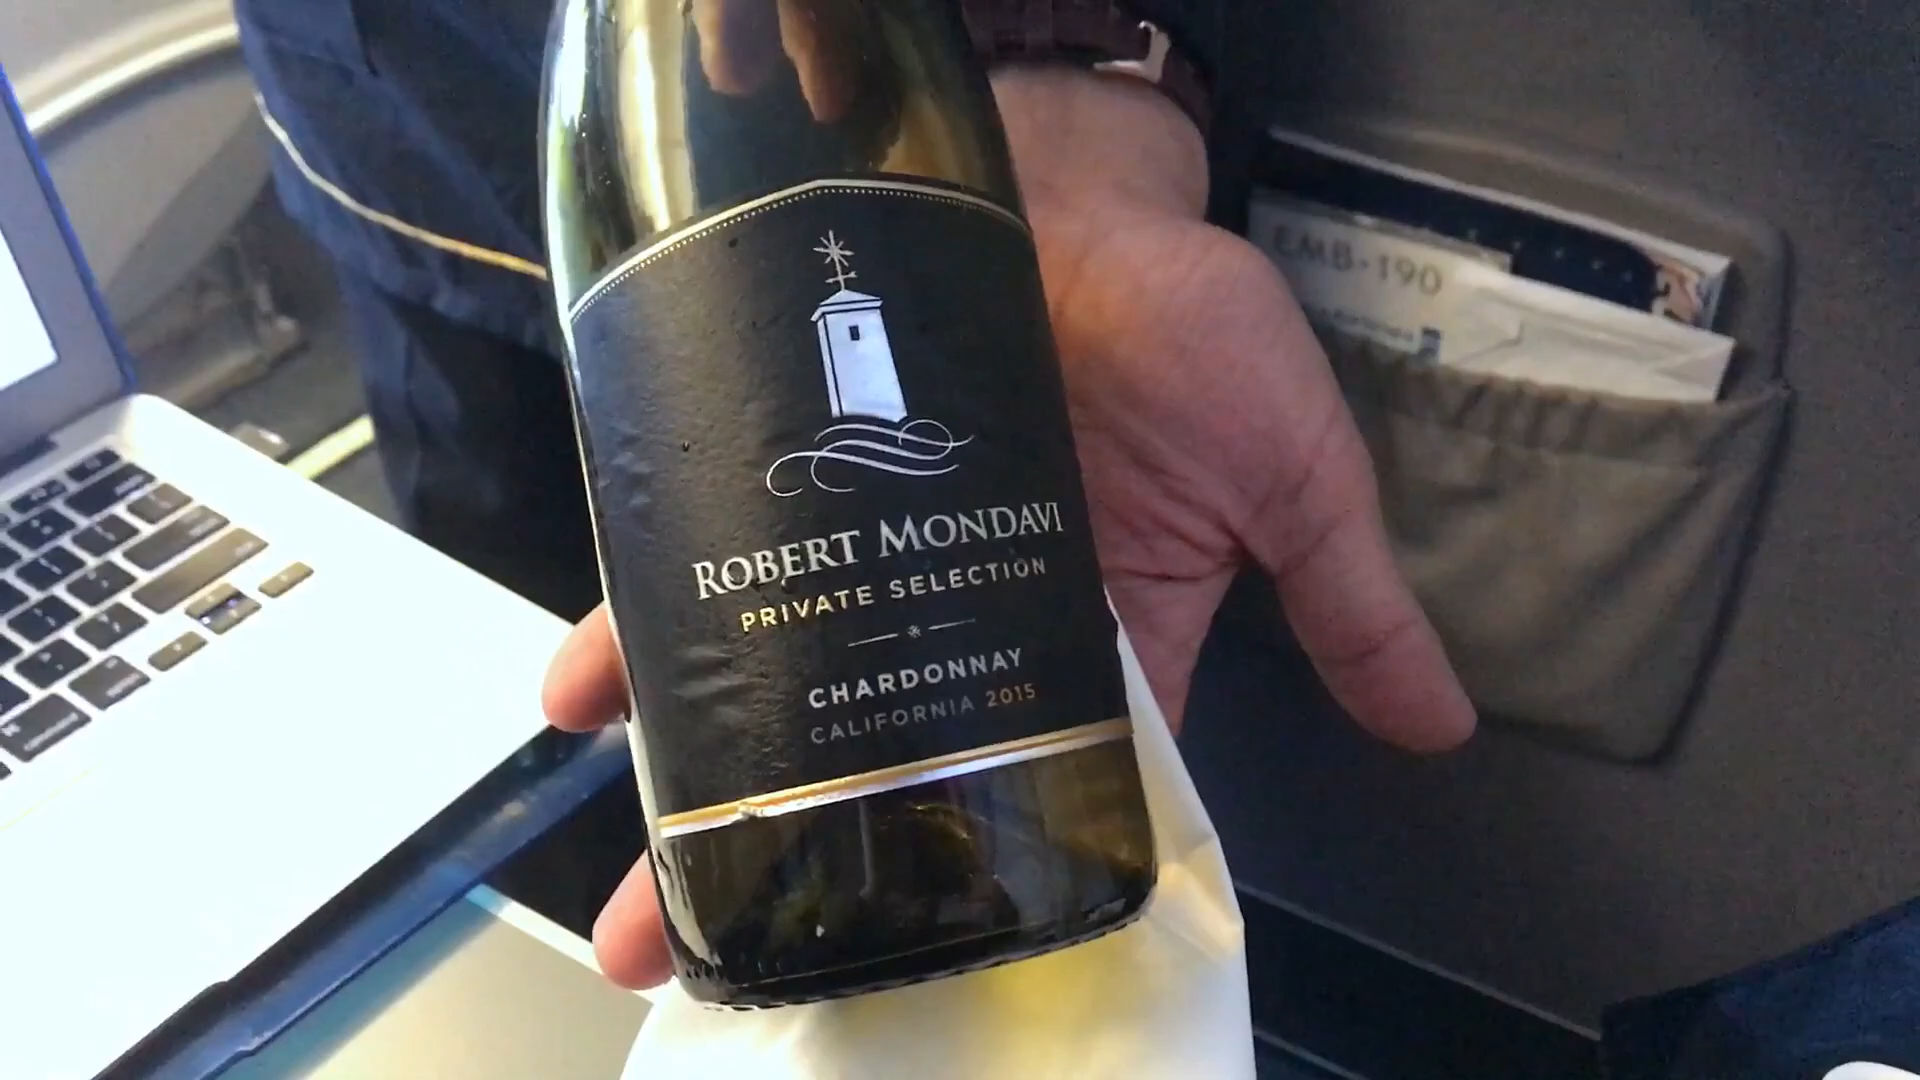 ROBERT MONDAVI
PRIVATE SELECTION
CHARDONNAY
CALIFORNIA 2015
EMB-190